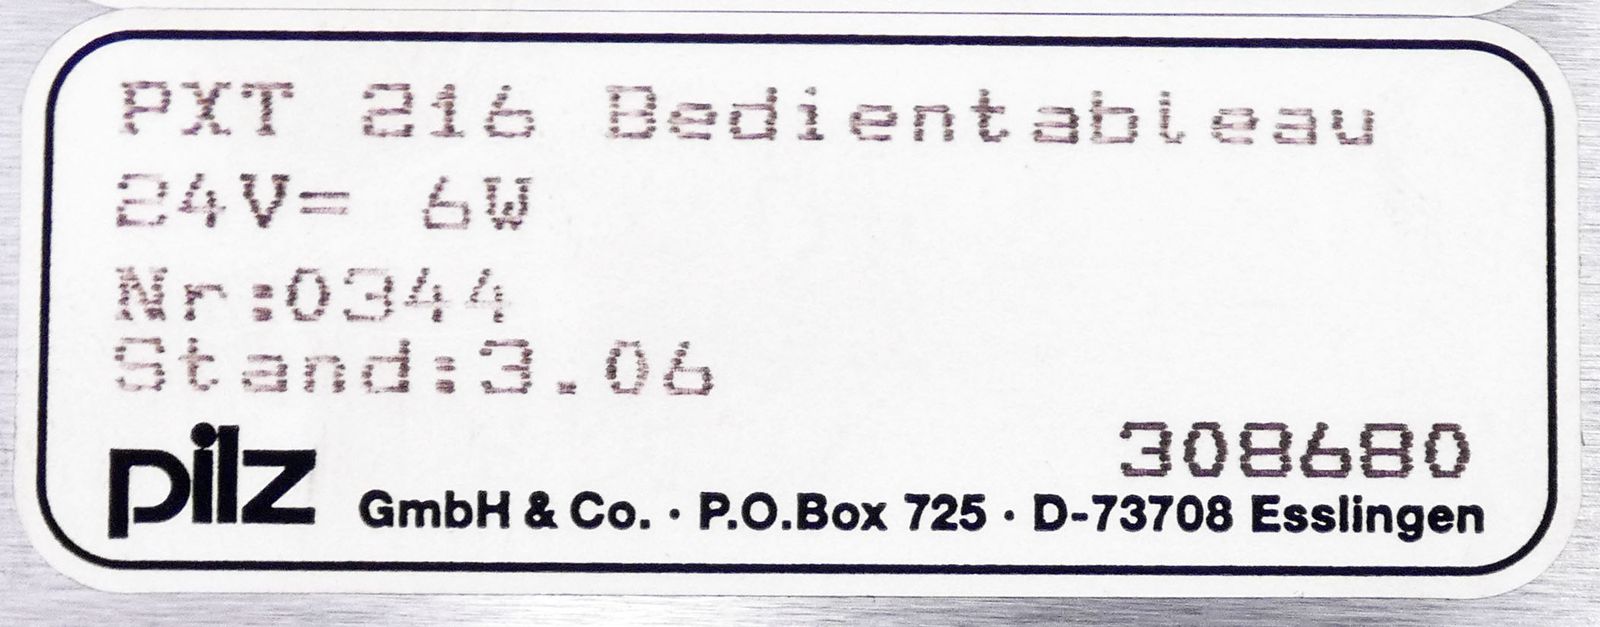 PXT 216 Bedientableau
24V= 6W
Nr:0344
Stand:3.06
308680
pilz GmbH & Co. · P.O.Box 725 · D-73708 Esslingen